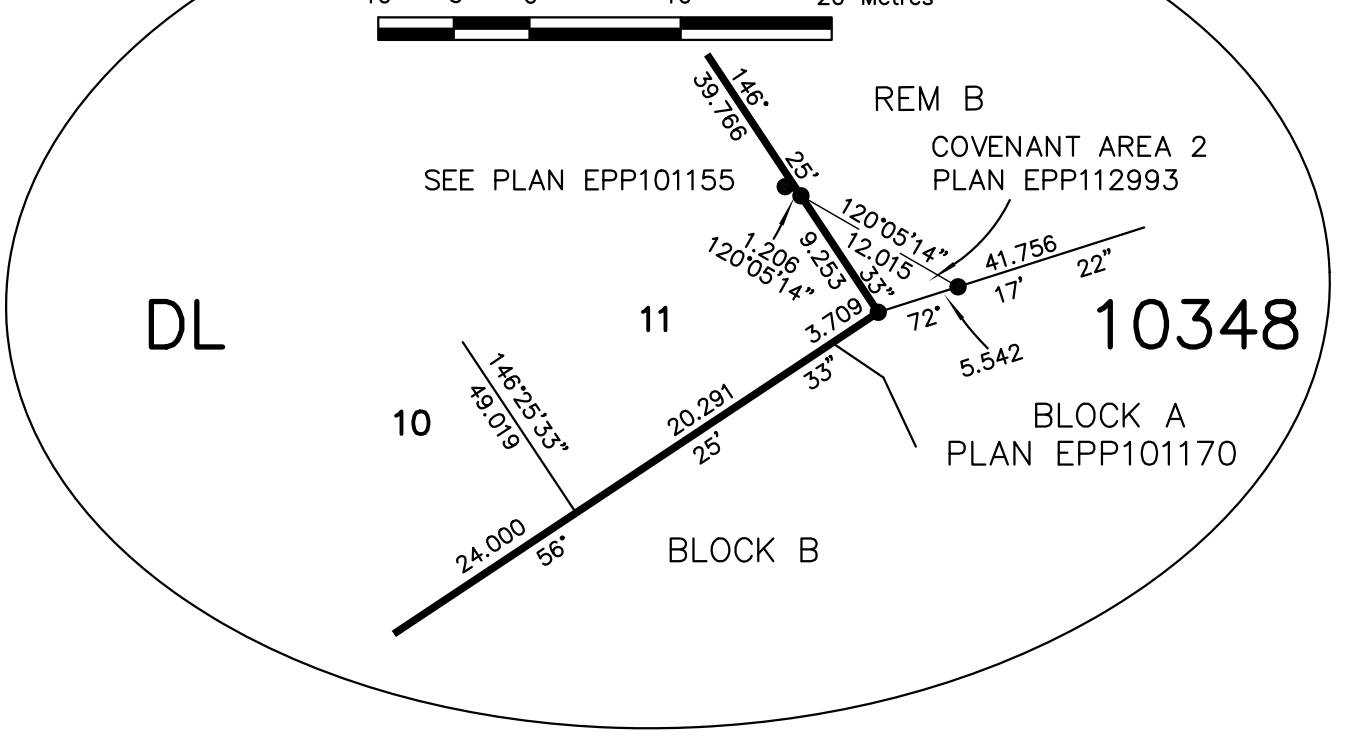 Metres
146°
39.766
REM B
COVENANT AREA 2
PLAN EPP112993
25'
SEE PLAN EPP101155
120°05'14"
12.015
9.253
33"
1.206
120°05'14"
41.756
22"
17'
72°
5.542
DL
11
3.709
33"
10348
146°25'33"
49.019
20.291
25'
10
BLOCK A
PLAN EPP101170
24.000
56°
BLOCK B